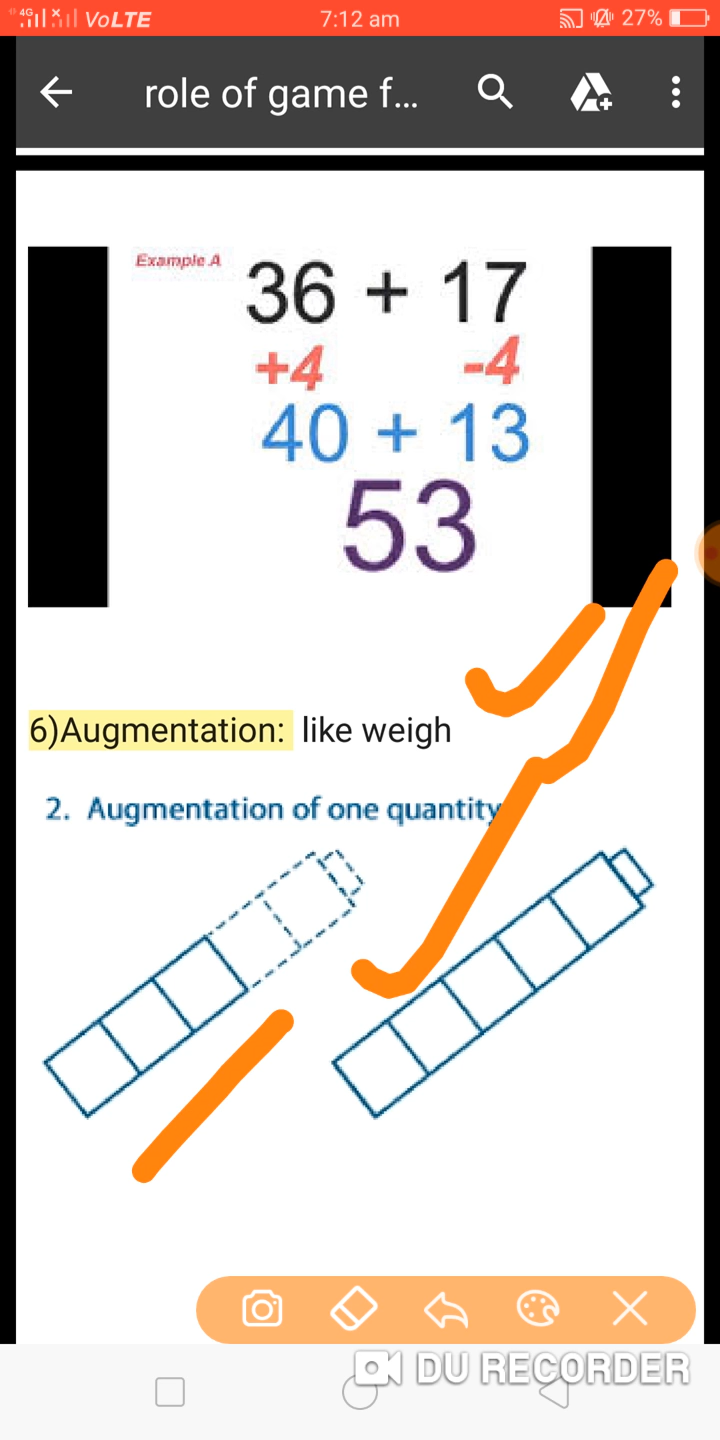 4G VoLTE 7:12 am 27%
role of game f...
Example A
36 + 17
+4 -4
40 + 13
53
6)Augmentation: like weigh
2. Augmentation of one quantity
DU RECORDER